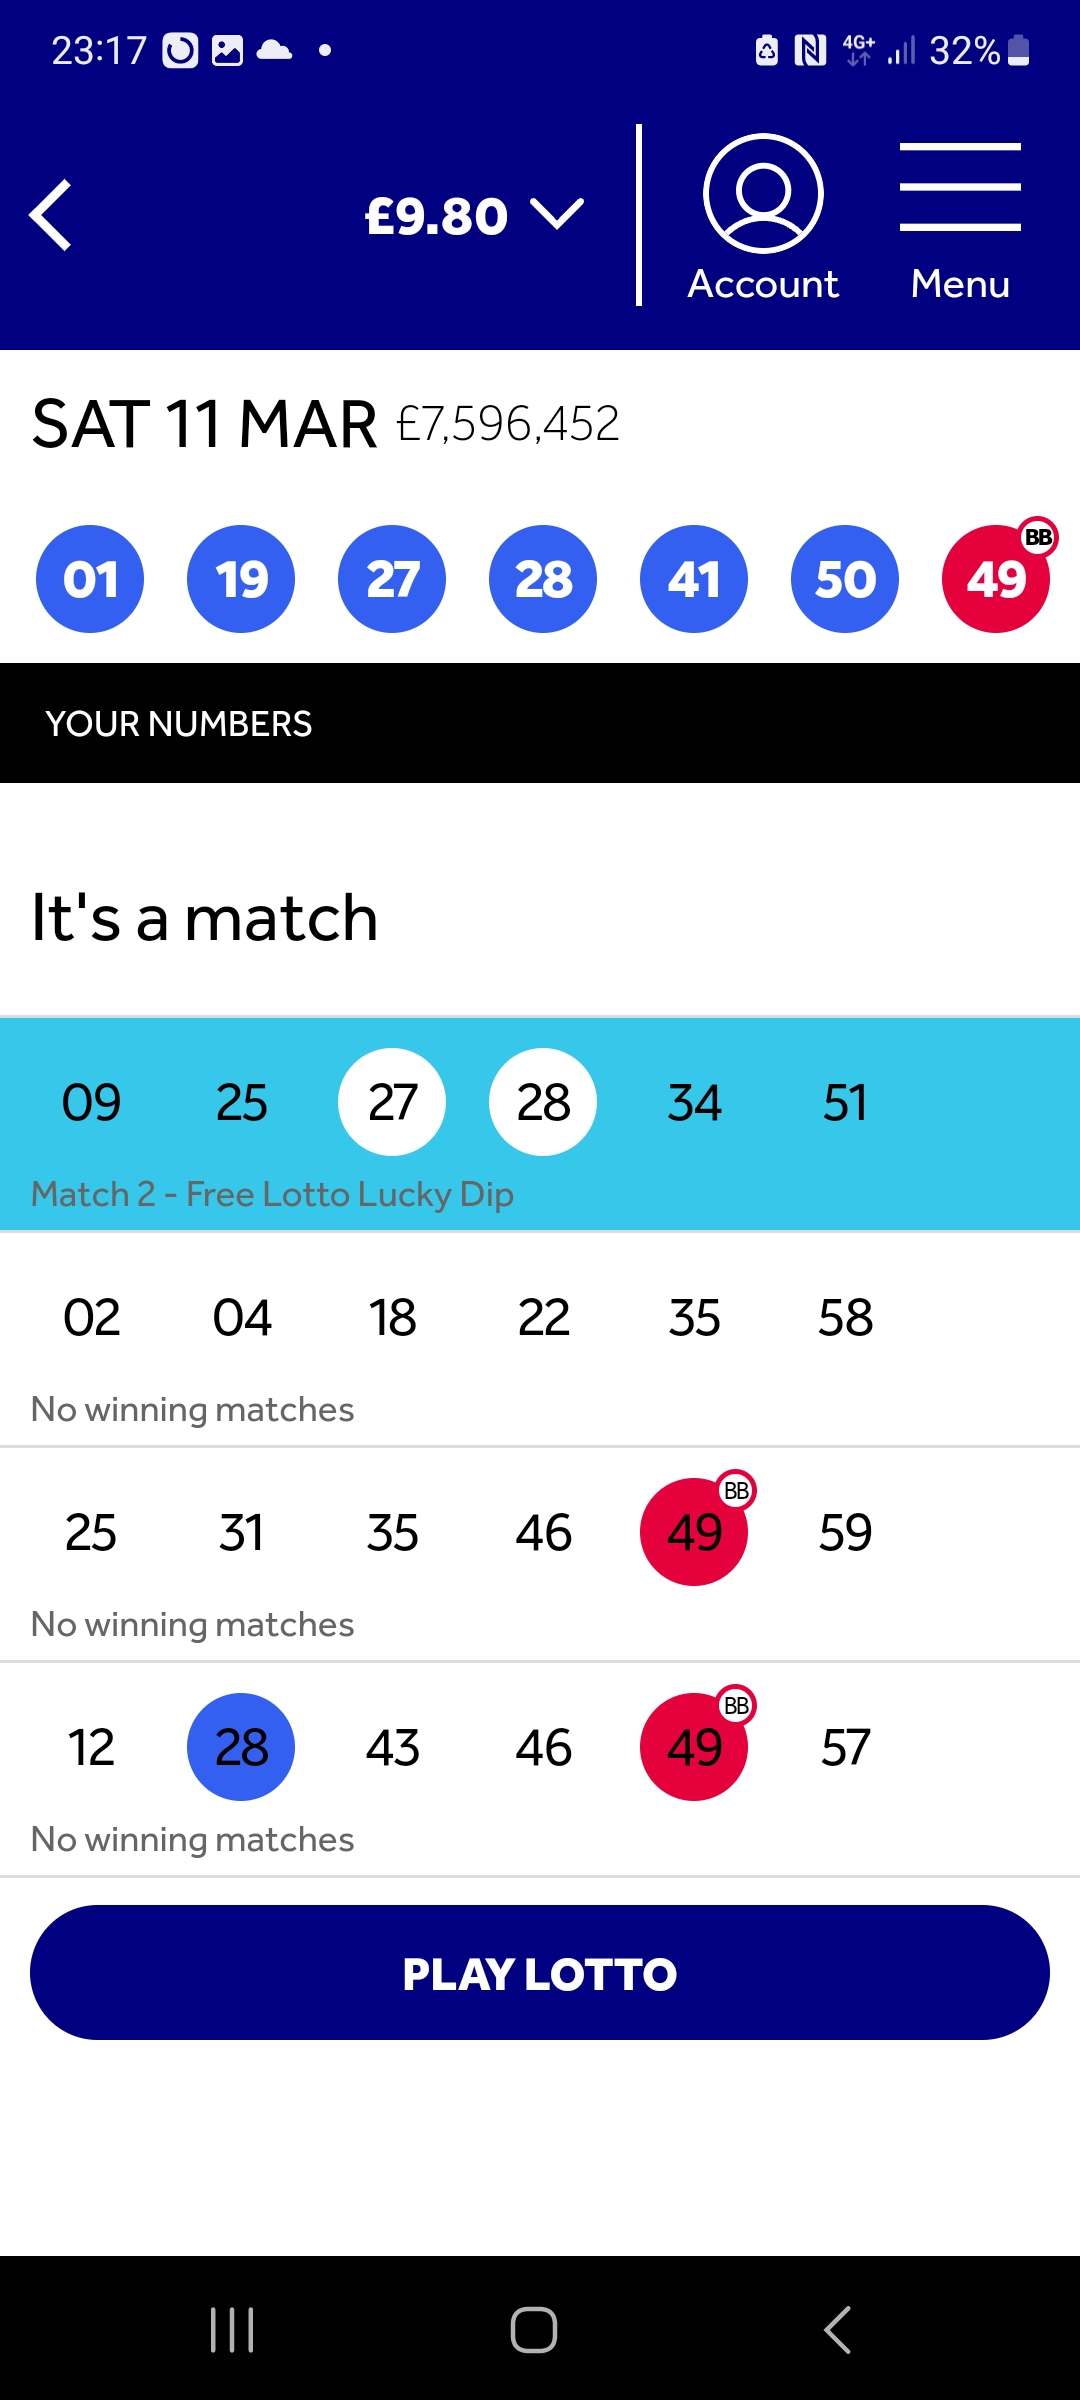 23:17 4G+ 32%
£9.80
Account Menu
SAT 11 MAR £7,596,452
01 19 27 28 41 50 49 BB
YOUR NUMBERS
It's a match
09 25 27 28 34 51
Match 2 - Free Lotto Lucky Dip
02 04 18 22 35 58
No winning matches
25 31 35 46 49 BB 59
No winning matches
12 28 43 46 49 BB 57
No winning matches
PLAY LOTTO